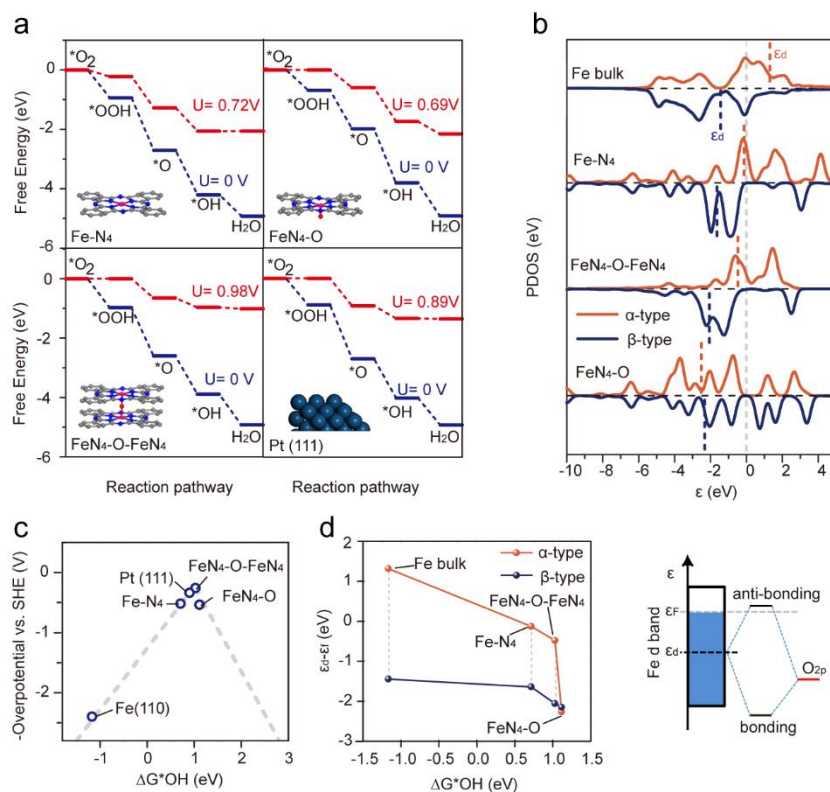 a
*O2
*OOH
*O
*OH
H2O
U= 0.72V
U= 0 V
Fe-N4
*O2
*OOH
*O
*OH
H2O
U= 0.69V
U= 0 V
FeN4-O
*O2
*OOH
*O
*OH
H2O
U= 0.98V
U= 0 V
FeN4-O-FeN4
*O2
*OOH
*O
*OH
H2O
U= 0.89V
U= 0 V
Pt (111)
Free Energy (eV)
0
-2
-4
-6
Free Energy (eV)
0
-2
-4
-6
Reaction pathway
Reaction pathway
b
Fe bulk
εd
εd
Fe-N4
FeN4-O-FeN4
α-type
β-type
FeN4-O
PDOS (eV)
-10 -8 -6 -4 -2 0 2 4
ε (eV)
c
-Overpotential vs. SHE (V)
0
-0.5
-1
-1.5
-2
-2.5
FeN4-O-FeN4
Pt (111)
Fe-N4
FeN4-O
Fe(110)
-1 0 1 2 3
ΔG*OH (eV)
d
εd-εf
2
1
0
-1
-2
-3
Fe bulk
α-type
β-type
FeN4-O-FeN4
Fe-N4
FeN4-O
-1.5 -1.0 -0.5 0.0 0.5 1.0 1.5
ΔG*OH (eV)
ε
Fe d band
εF
εd
anti-bonding
O2p
bonding